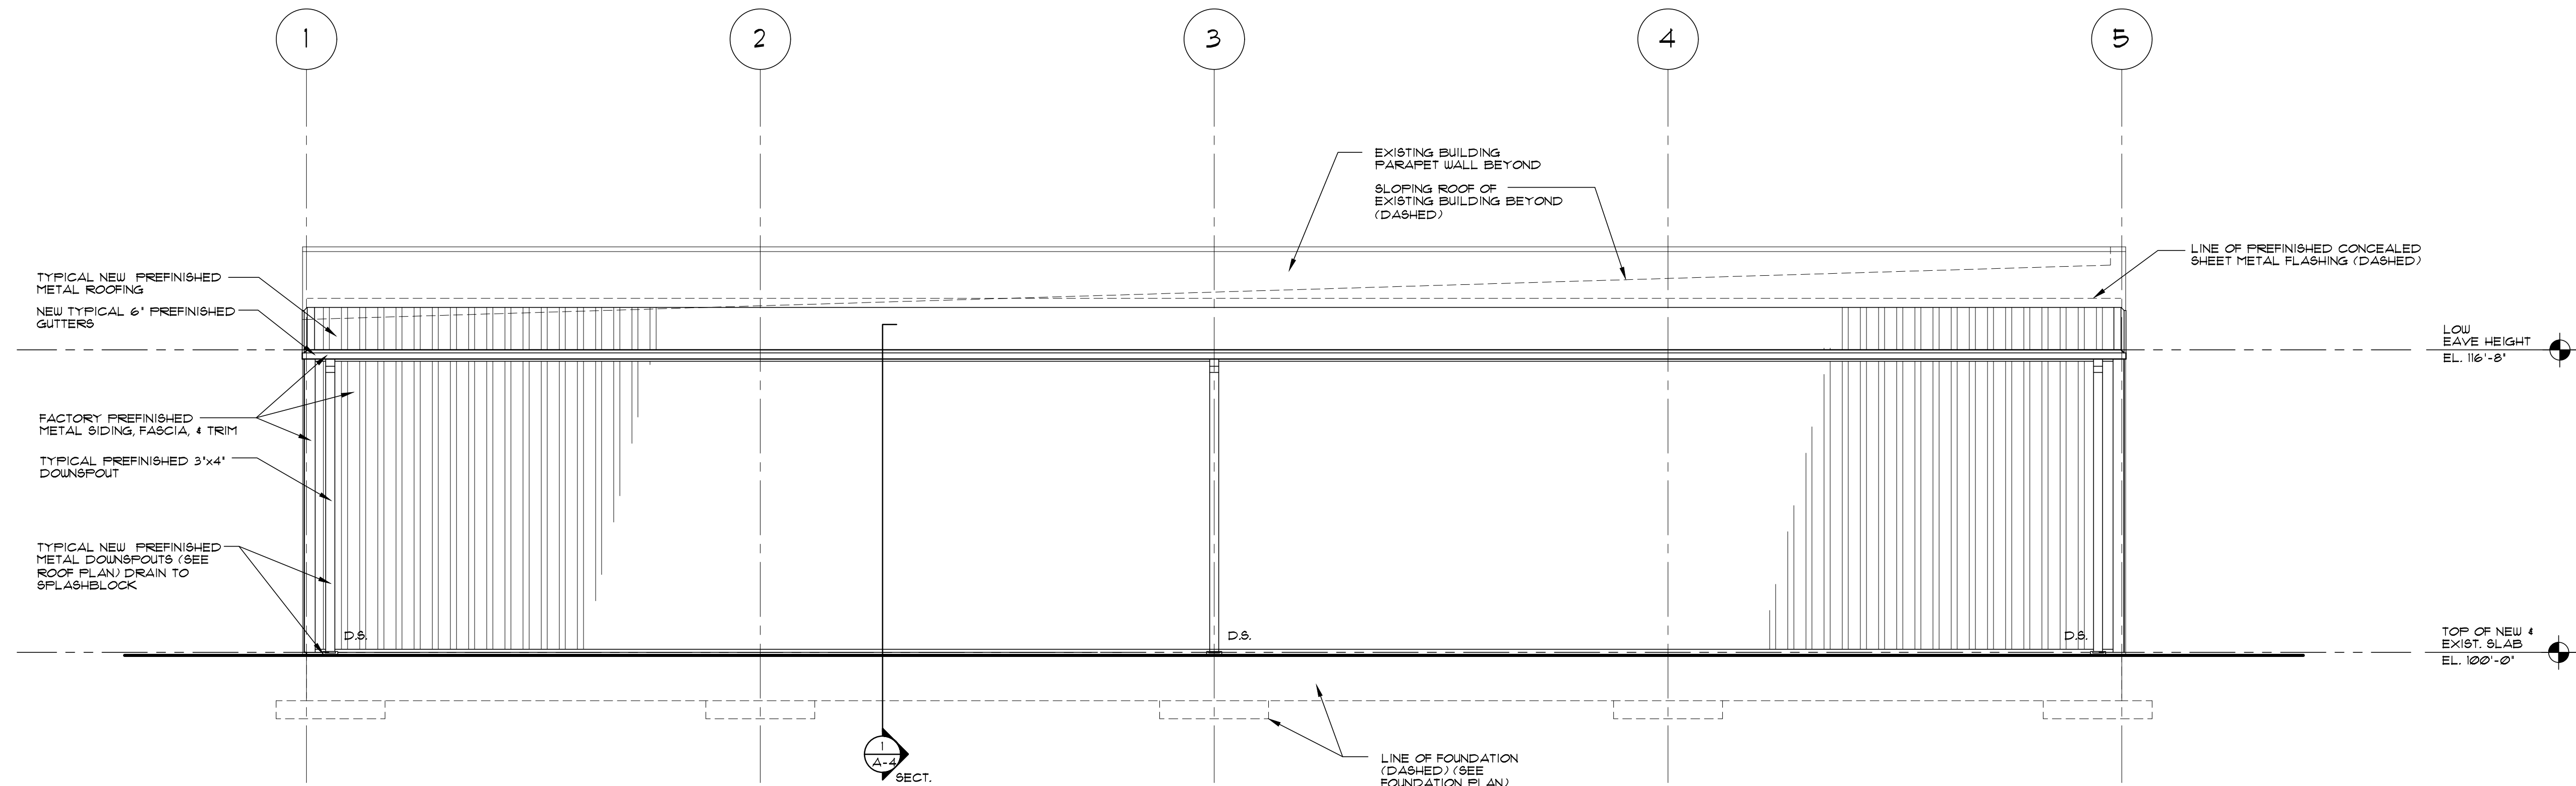 1
2
3
4
5
EXISTING BUILDING
PARAPET WALL BEYOND
SLOPING ROOF OF
EXISTING BUILDING BEYOND
(DASHED)
LINE OF PREFINISHED CONCEALED
SHEET METAL FLASHING (DASHED)
TYPICAL NEW PREFINISHED
METAL ROOFING
NEW TYPICAL 6" PREFINISHED
GUTTERS
LOW
EAVE HEIGHT
EL. 116'-8"
FACTORY PREFINISHED
METAL SIDING, FASCIA, & TRIM
TYPICAL PREFINISHED 3"x4"
DOWNSPOUT
TYPICAL NEW PREFINISHED
METAL DOWNSPOUTS (SEE
ROOF PLAN) DRAIN TO
SPLASHBLOCK
D.S.
D.S.
D.S.
TOP OF NEW &
EXIST. SLAB
EL. 100'-0"
1
A-4
SECT.
LINE OF FOUNDATION
(DASHED) (SEE
FOUNDATION PLAN)